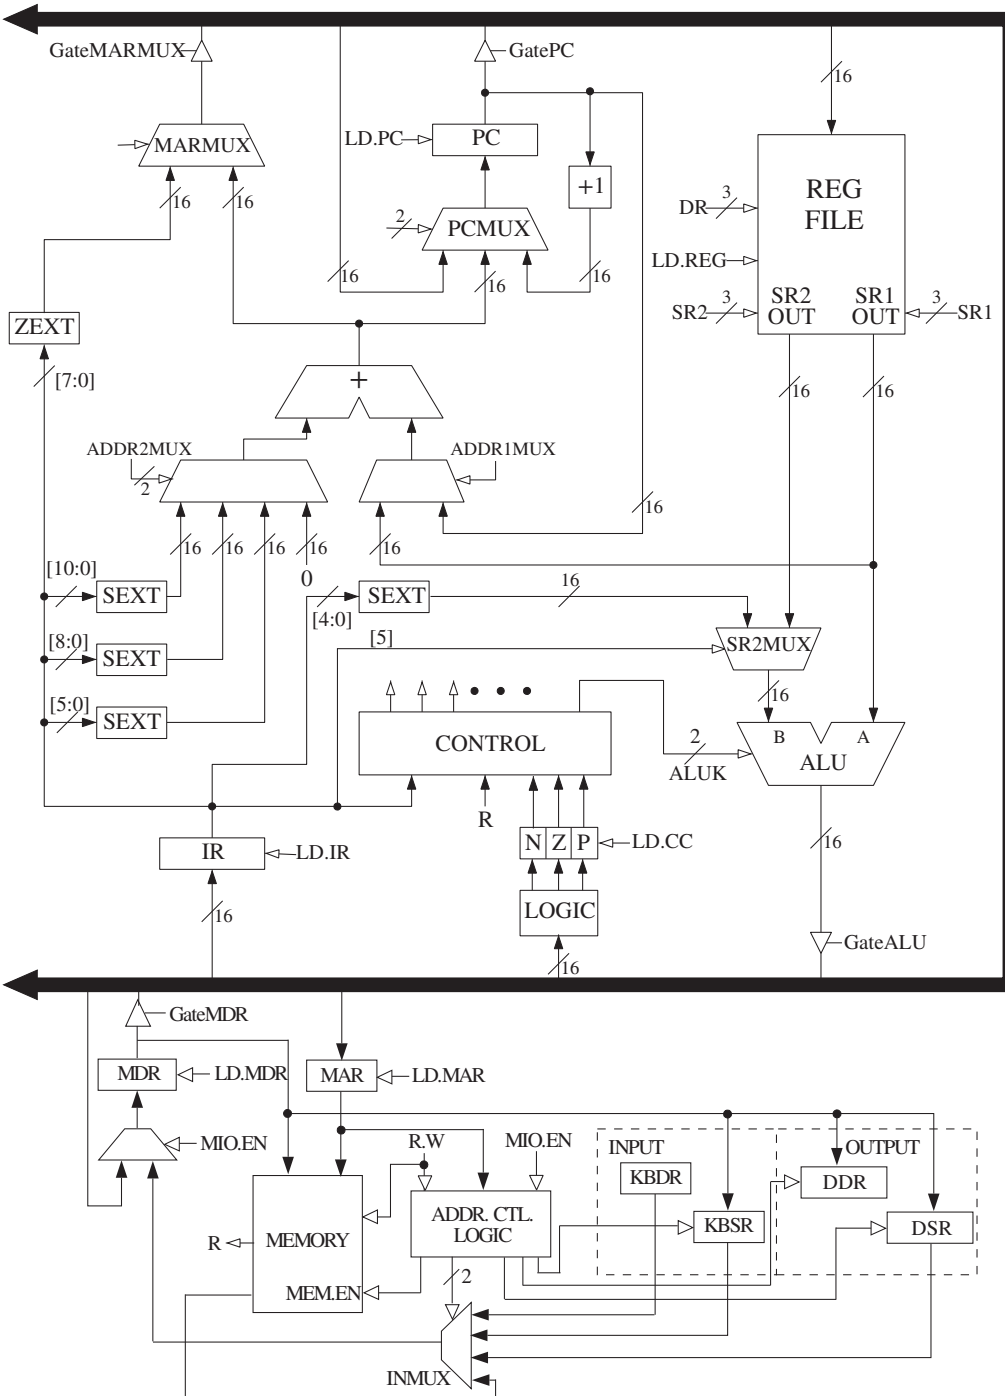 GateMARMUX
GatePC
16
MARMUX
LD.PC
PC
16
16
+1
REG
FILE
DR
3
2
PCMUX
LD.REG
16
16
16
SR2
3
SR2
OUT
SR1
OUT
3
SR1
ZEXT
[7:0]
+
16
16
ADDR2MUX
2
ADDR1MUX
16
16
16
16
16
16
0
[10:0]
SEXT
[4:0]
SEXT
16
[8:0]
SEXT
[5]
SR2MUX
16
[5:0]
SEXT
CONTROL
2
ALUK
B
A
ALU
R
IR
LD.IR
N
Z
P
LD.CC
16
LOGIC
16
16
GateALU
GateMDR
MDR
LD.MDR
MAR
LD.MAR
MIO.EN
R.W
MIO.EN
INPUT
OUTPUT
KBDR
DDR
MEMORY
R
ADDR. CTL.
LOGIC
KBSR
DSR
MEM.EN
2
INMUX